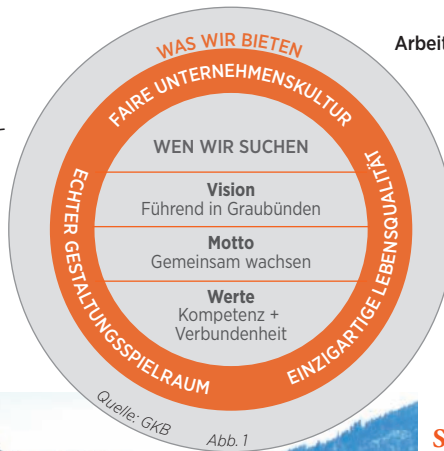 WAS WIR BIETEN
Arbeit
FAIRE UNTERNEHMENSKULTUR
ECHTER GESTALTUNGSSPIELRAUM
EINZIGARTIGE LEBENSQUALITÄT
WEN WIR SUCHEN
Vision
Führend in Graubünden
Motto
Gemeinsam wachsen
Werte
Kompetenz +
Verbundenheit
Quelle: GKB
Abb. 1
S